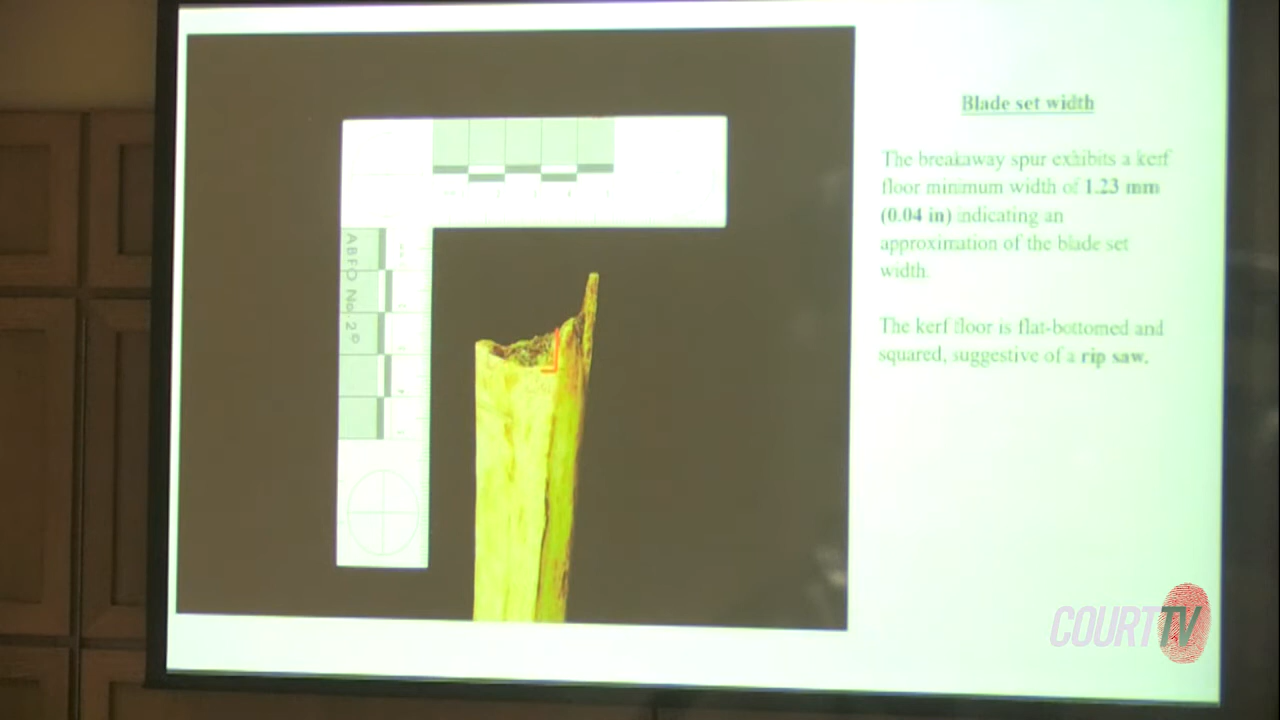 Blade set width
The breakaway spur exhibits a kerf
floor minimum width of 1.23 mm
(0.04 in) indicating an
approximation of the blade set
width.
The kerf floor is flat-bottomed and
squared, suggestive of a rip saw.
ABFO No. 2
COURT TV